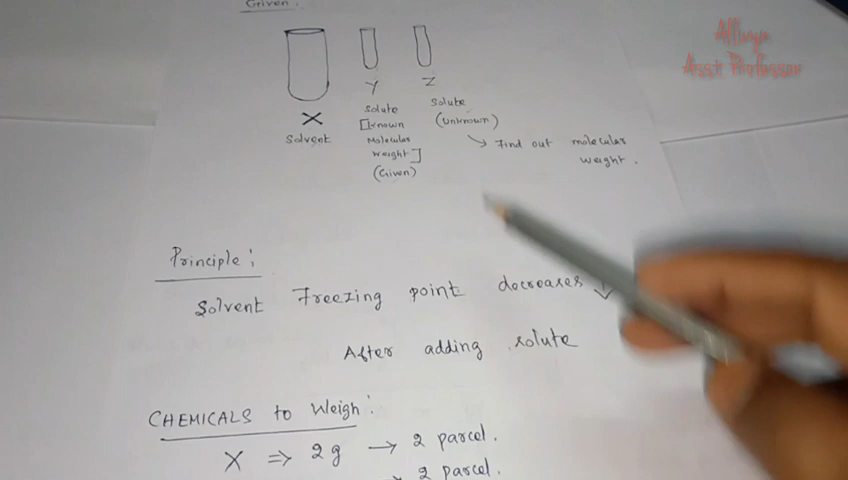 Given:
X
Solvent
Y
Solute
[Known
Molecular
Weight]
(Given)
Z
Solute
(Unknown)
→ Find out molecular
weight.
Principle:
Solvent Freezing point decreases ↓
After adding solute
CHEMICALS to Weigh:
X ⇒ 2g → 2 parcel.
→ 2 parcel.
Asst Professor